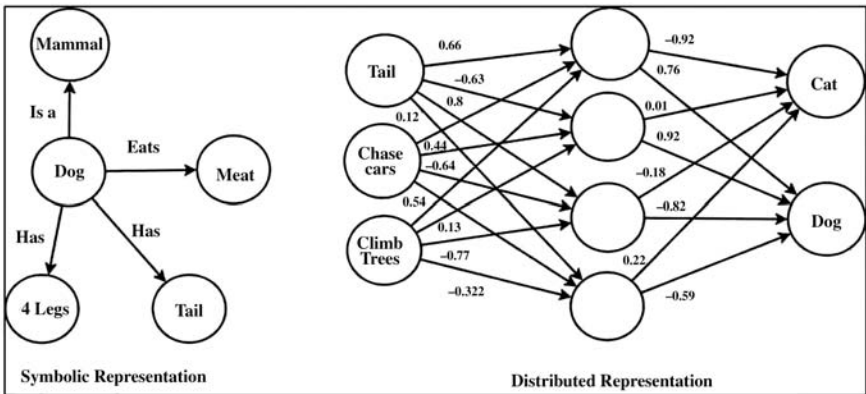 Mammal
Is a
Dog
Eats
Meat
Has
Has
4 Legs
Tail
Symbolic Representation
Tail
Chase
cars
Climb
Trees
0.66
−0.63
0.8
0.12
0.44
−0.64
0.54
0.13
−0.77
−0.322
−0.92
0.76
0.01
0.92
−0.18
−0.82
0.22
−0.59
Cat
Dog
Distributed Representation